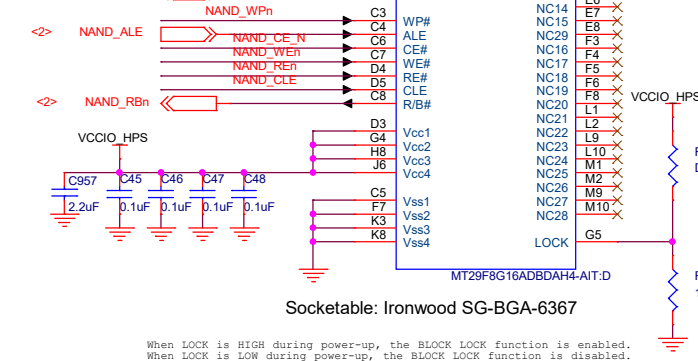 NAND_WPn
C3 WP#
<2> NAND_ALE C4 ALE
NAND_CE_N C6 CE#
NAND_WEn C7 WE#
NAND_REn D4 RE#
NAND_CLE D5 CLE
<2> NAND_RBn C8 R/B#
VCCIO_HPS
D3 Vcc1
G4 Vcc2
H8 Vcc3
J6 Vcc4
C957 C45 C46 C47 C48
2.2uF 0.1uF 0.1uF 0.1uF 0.1uF
C5 Vss1
F7 Vss2
K3 Vss3
K8 Vss4
NC14
NC15 E7
NC29 E8
NC16 F3
NC17 F4
NC18 F5
NC19 F6
NC20 F8
NC21 L1
NC22 L2
NC23 L9
NC24 L10
NC25 M1
NC26 M2
NC27 M9
NC28 M10
LOCK G5
VCCIO_HPS
MT29F8G16ADBDAH4-AIT:D
Socketable: Ironwood SG-BGA-6367
When LOCK is HIGH during power-up, the BLOCK LOCK function is enabled.
When LOCK is LOW during power-up, the BLOCK LOCK function is disabled.